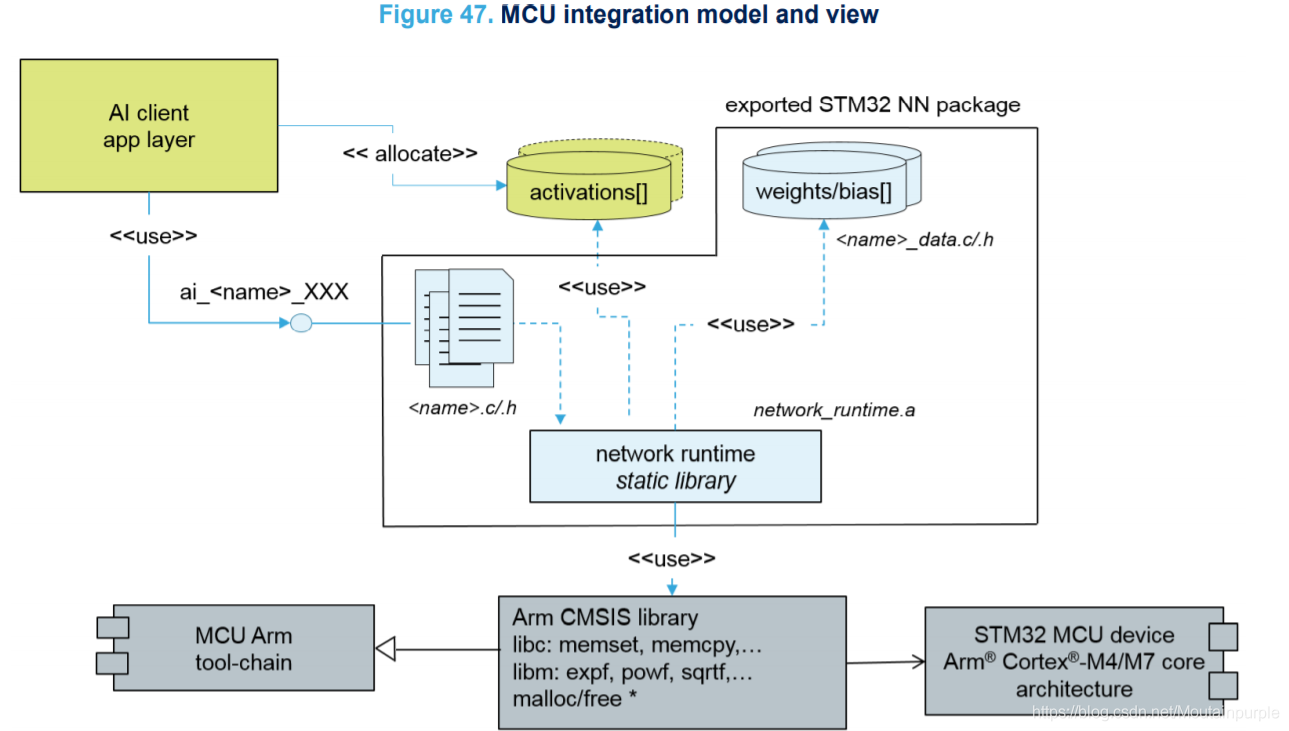 Figure 47. MCU integration model and view
AI client
app layer
exported STM32 NN package
<< allocate>>
activations[]
weights/bias[]
<<use>>
<name>_data.c/.h
ai_<name>_XXX
<<use>>
<<use>>
<name>.c/.h
network_runtime.a
network runtime
static library
<<use>>
MCU Arm
tool-chain
Arm CMSIS library
libc: memset, memcpy,…
libm: expf, powf, sqrtf,…
malloc/free *
STM32 MCU device
Arm® Cortex®-M4/M7 core
architecture
https://blog.csdn.net/Moutainpurple